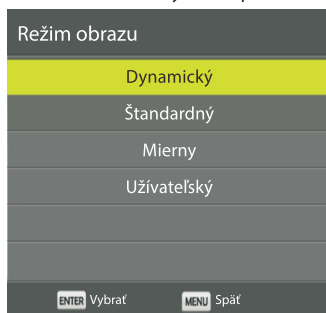 Režim obrazu
Dynamický
Štandardný
Mierny
Užívateľský
ENTER Vybrať MENU Späť